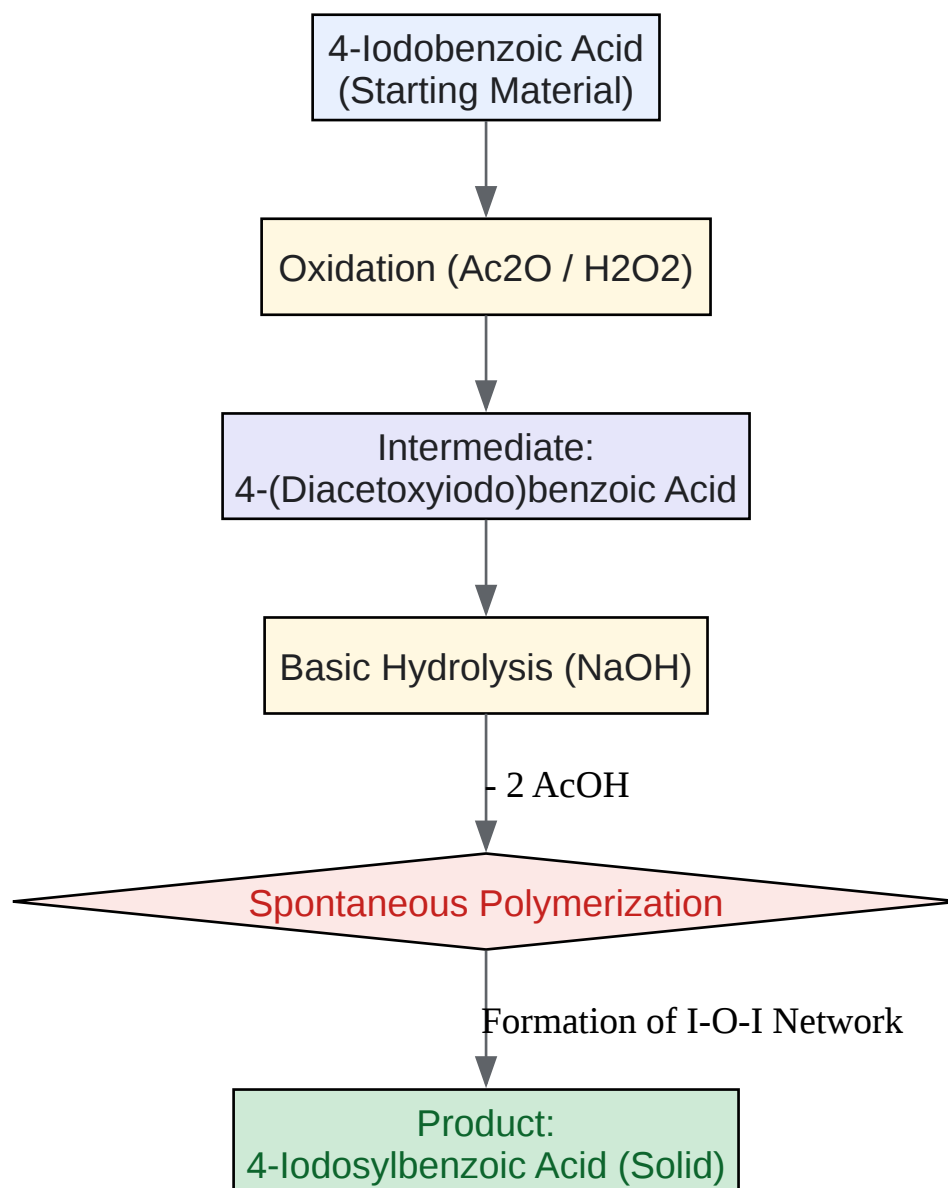 4-Iodobenzoic Acid
(Starting Material)
Oxidation (Ac2O / H2O2)
Intermediate:
4-(Diacetoxyiodo)benzoic Acid
Basic Hydrolysis (NaOH)
- 2 AcOH
Spontaneous Polymerization
Formation of I-O-I Network
Product:
4-Iodosylbenzoic Acid (Solid)